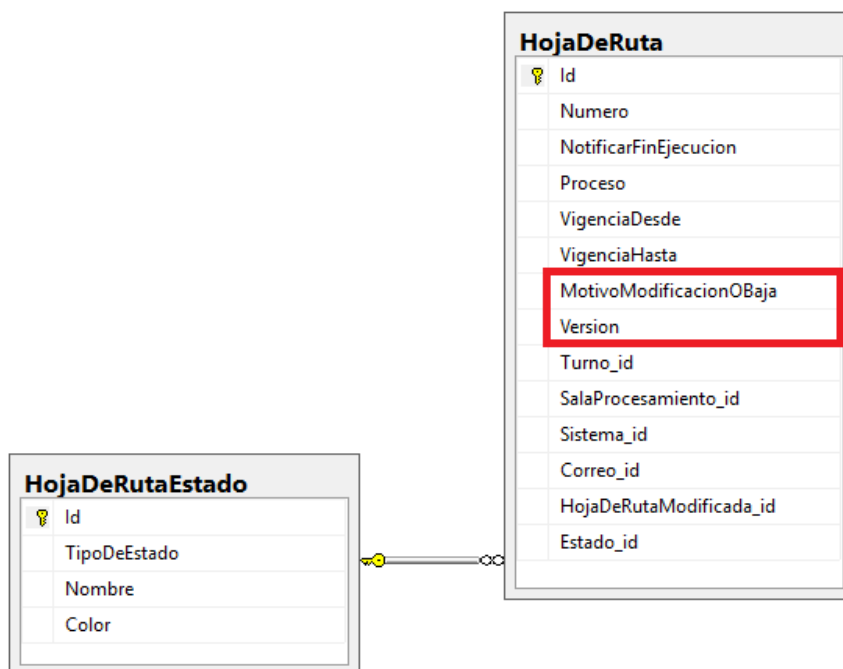 HojaDeRuta
Id
Numero
NotificarFinEjecucion
Proceso
VigenciaDesde
VigenciaHasta
MotivoModificacionOBaja
Version
Turno_id
SalaProcesamiento_id
Sistema_id
Correo_id
HojaDeRutaModificada_id
Estado_id
HojaDeRutaEstado
Id
TipoDeEstado
Nombre
Color